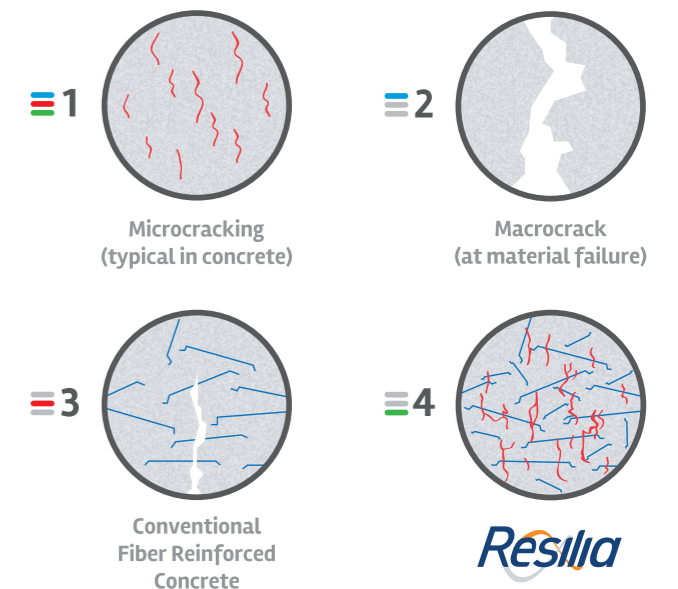 1
2
Microcracking
(typical in concrete)
Macrocrack
(at material failure)
3
4
Conventional
Fiber Reinforced
Concrete
Resilia